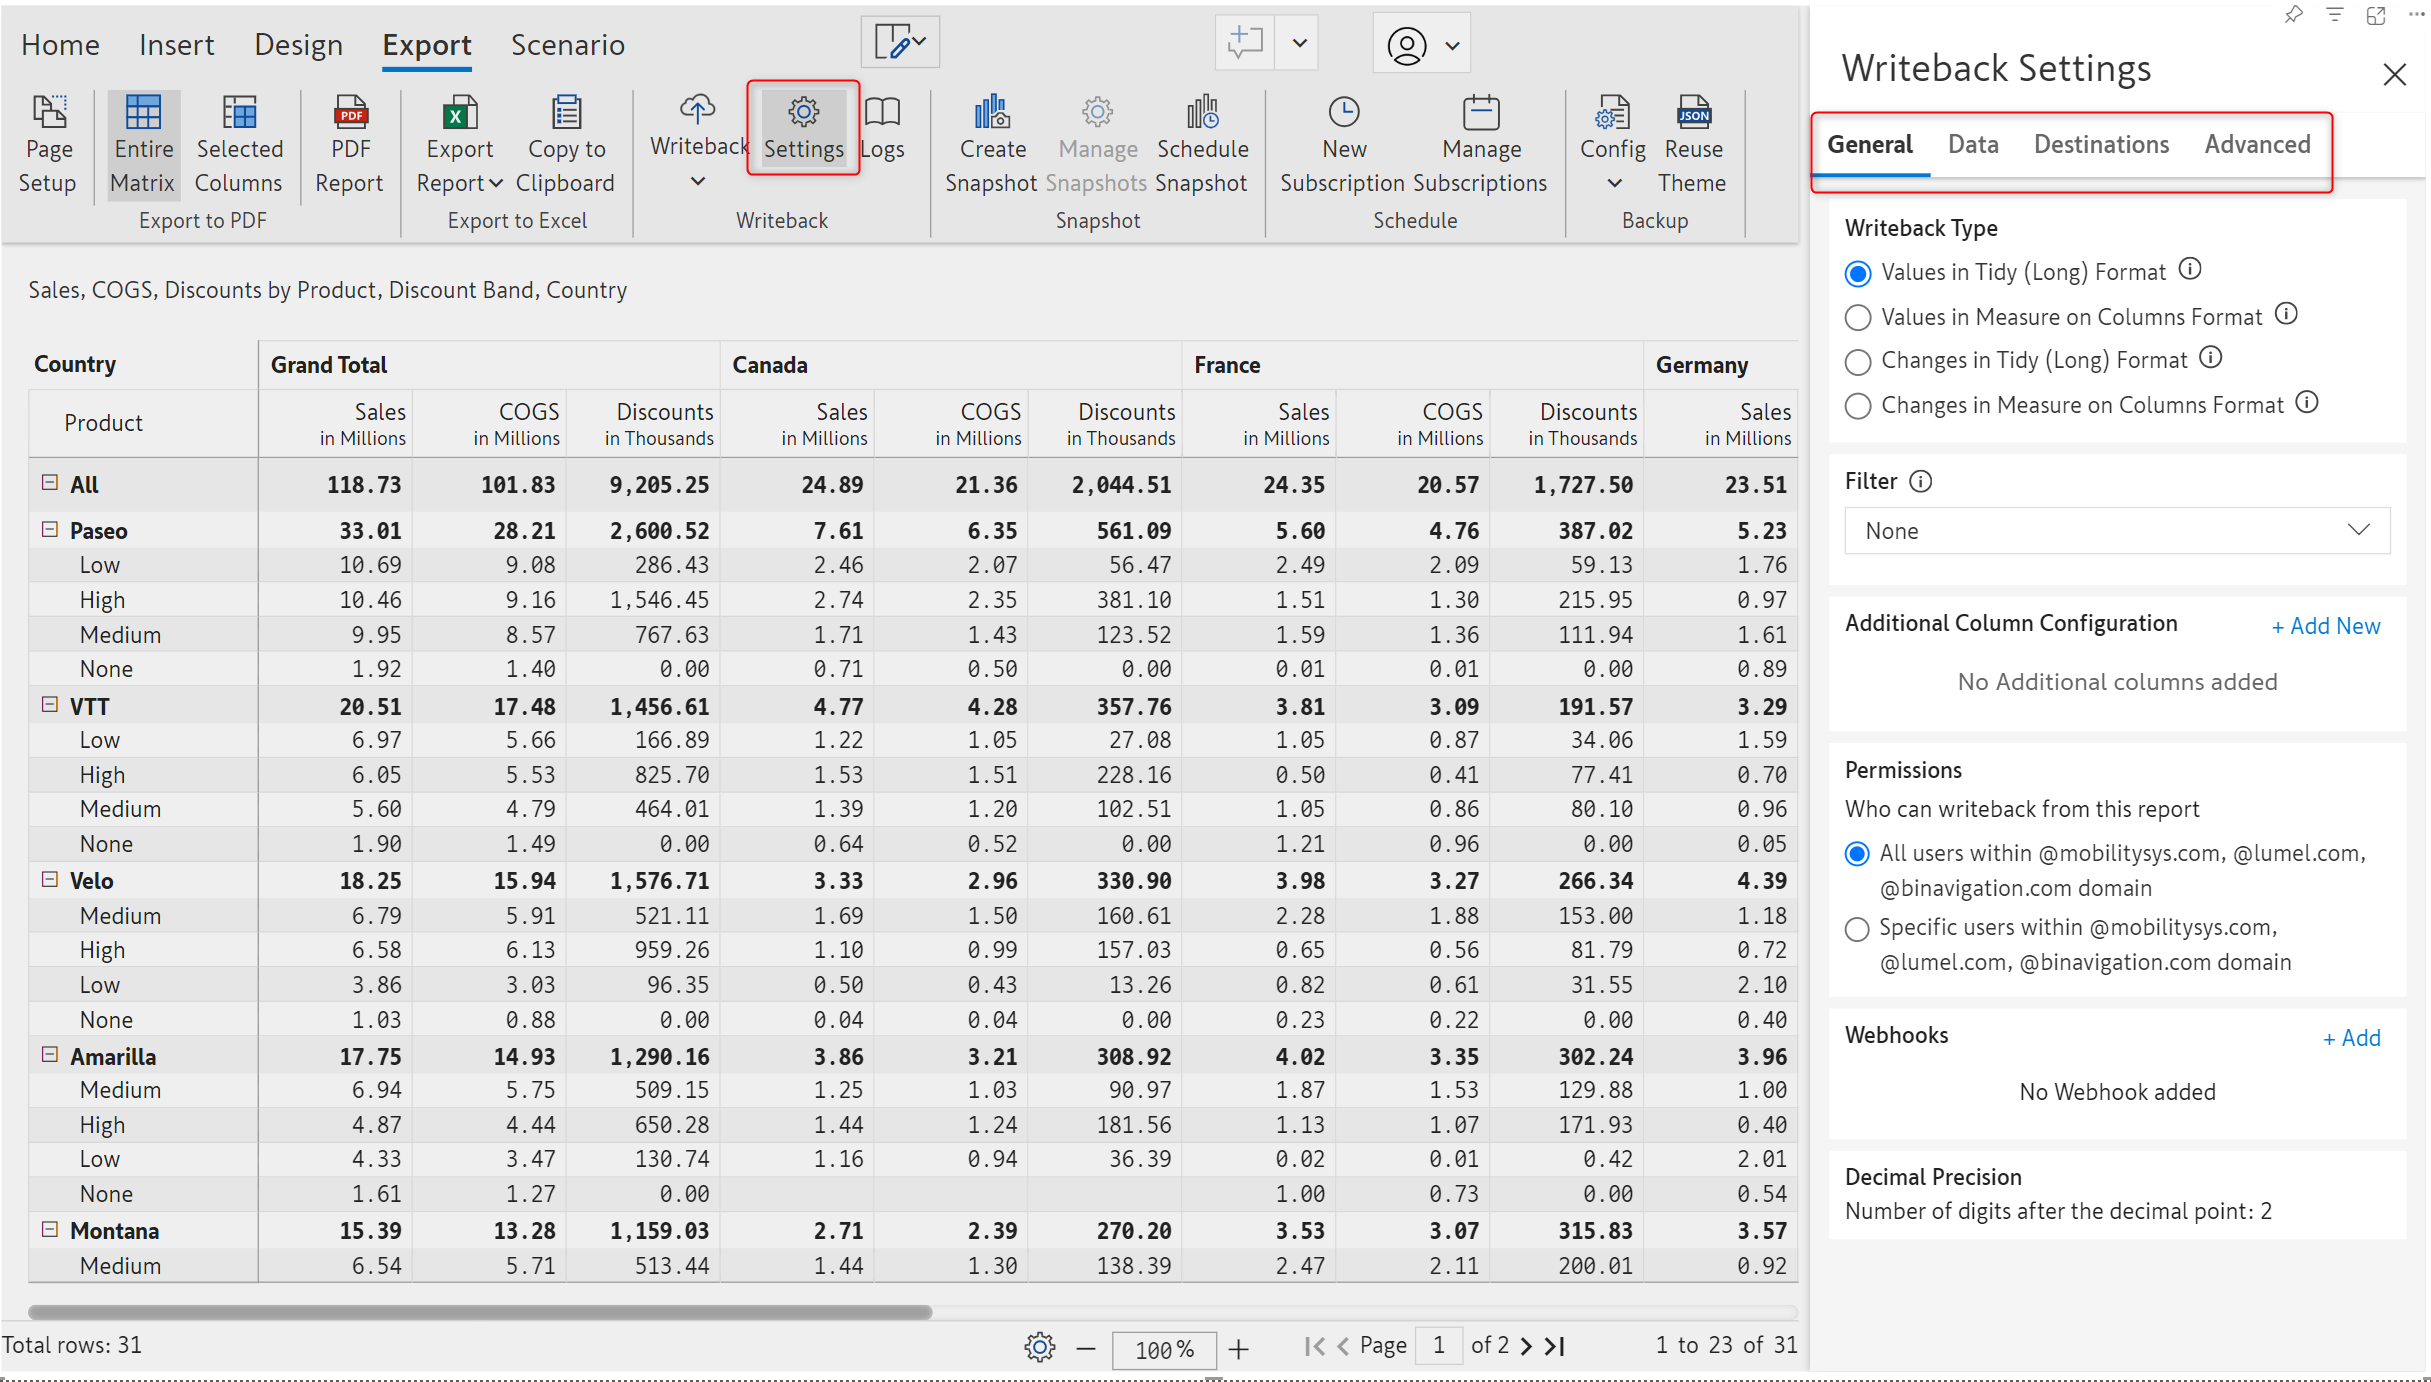 Home Insert Design Export Scenario
Page Setup
Entire Matrix
Selected Columns
PDF
PDF Report
Export Report
Copy to Clipboard
Writeback
Settings
Logs
Create Snapshot
Manage Snapshots
Schedule Snapshot
New Subscription
Manage Subscriptions
Config
JSON
Reuse Theme
Export to PDF Export to Excel Writeback Snapshot Schedule Backup
Sales, COGS, Discounts by Product, Discount Band, Country
Country Grand Total Canada France Germany
Product Sales COGS Discounts Sales COGS Discounts Sales COGS Discounts Sales
in Millions in Millions in Thousands in Millions in Millions in Thousands in Millions in Millions in Thousands in Millions
All 118.73 101.83 9,205.25 24.89 21.36 2,044.51 24.35 20.57 1,727.50 23.51
Paseo 33.01 28.21 2,600.52 7.61 6.35 561.09 5.60 4.76 387.02 5.23
Low 10.69 9.08 286.43 2.46 2.07 56.47 2.49 2.09 59.13 1.76
High 10.46 9.16 1,546.45 2.74 2.35 381.10 1.51 1.30 215.95 0.97
Medium 9.95 8.57 767.63 1.71 1.43 123.52 1.59 1.36 111.94 1.61
None 1.92 1.40 0.00 0.71 0.50 0.00 0.01 0.01 0.00 0.89
VTT 20.51 17.48 1,456.61 4.77 4.28 357.76 3.81 3.09 191.57 3.29
Low 6.97 5.66 166.89 1.22 1.05 27.08 1.05 0.87 34.06 1.59
High 6.05 5.53 825.70 1.53 1.51 228.16 0.50 0.41 77.41 0.70
Medium 5.60 4.79 464.01 1.39 1.20 102.51 1.05 0.86 80.10 0.96
None 1.90 1.49 0.00 0.64 0.52 0.00 1.21 0.96 0.00 0.05
Velo 18.25 15.94 1,576.71 3.33 2.96 330.90 3.98 3.27 266.34 4.39
Medium 6.79 5.91 521.11 1.69 1.50 160.61 2.28 1.88 153.00 1.18
High 6.58 6.13 959.26 1.10 0.99 157.03 0.65 0.56 81.79 0.72
Low 3.86 3.03 96.35 0.50 0.43 13.26 0.82 0.61 31.55 2.10
None 1.03 0.88 0.00 0.04 0.04 0.00 0.23 0.22 0.00 0.40
Amarilla 17.75 14.93 1,290.16 3.86 3.21 308.92 4.02 3.35 302.24 3.96
Medium 6.94 5.75 509.15 1.25 1.03 90.97 1.87 1.53 129.88 1.00
High 4.87 4.44 650.28 1.44 1.24 181.56 1.13 1.07 171.93 0.40
Low 4.33 3.47 130.74 1.16 0.94 36.39 0.02 0.01 0.42 2.01
None 1.61 1.27 0.00 1.00 0.73 0.00 0.54
Montana 15.39 13.28 1,159.03 2.71 2.39 270.20 3.53 3.07 315.83 3.57
Medium 6.54 5.71 513.44 1.44 1.30 138.39 2.47 2.11 200.01 0.92
Total rows: 31 100% Page 1 of 2 1 to 23 of 31
Writeback Settings
General Data Destinations Advanced
Writeback Type
Values in Tidy (Long) Format
Values in Measure on Columns Format
Changes in Tidy (Long) Format
Changes in Measure on Columns Format
Filter
None
Additional Column Configuration + Add New
No Additional columns added
Permissions
Who can writeback from this report
All users within @mobilitysys.com, @lumel.com,
@binavigation.com domain
Specific users within @mobilitysys.com,
@lumel.com, @binavigation.com domain
Webhooks + Add
No Webhook added
Decimal Precision
Number of digits after the decimal point: 2